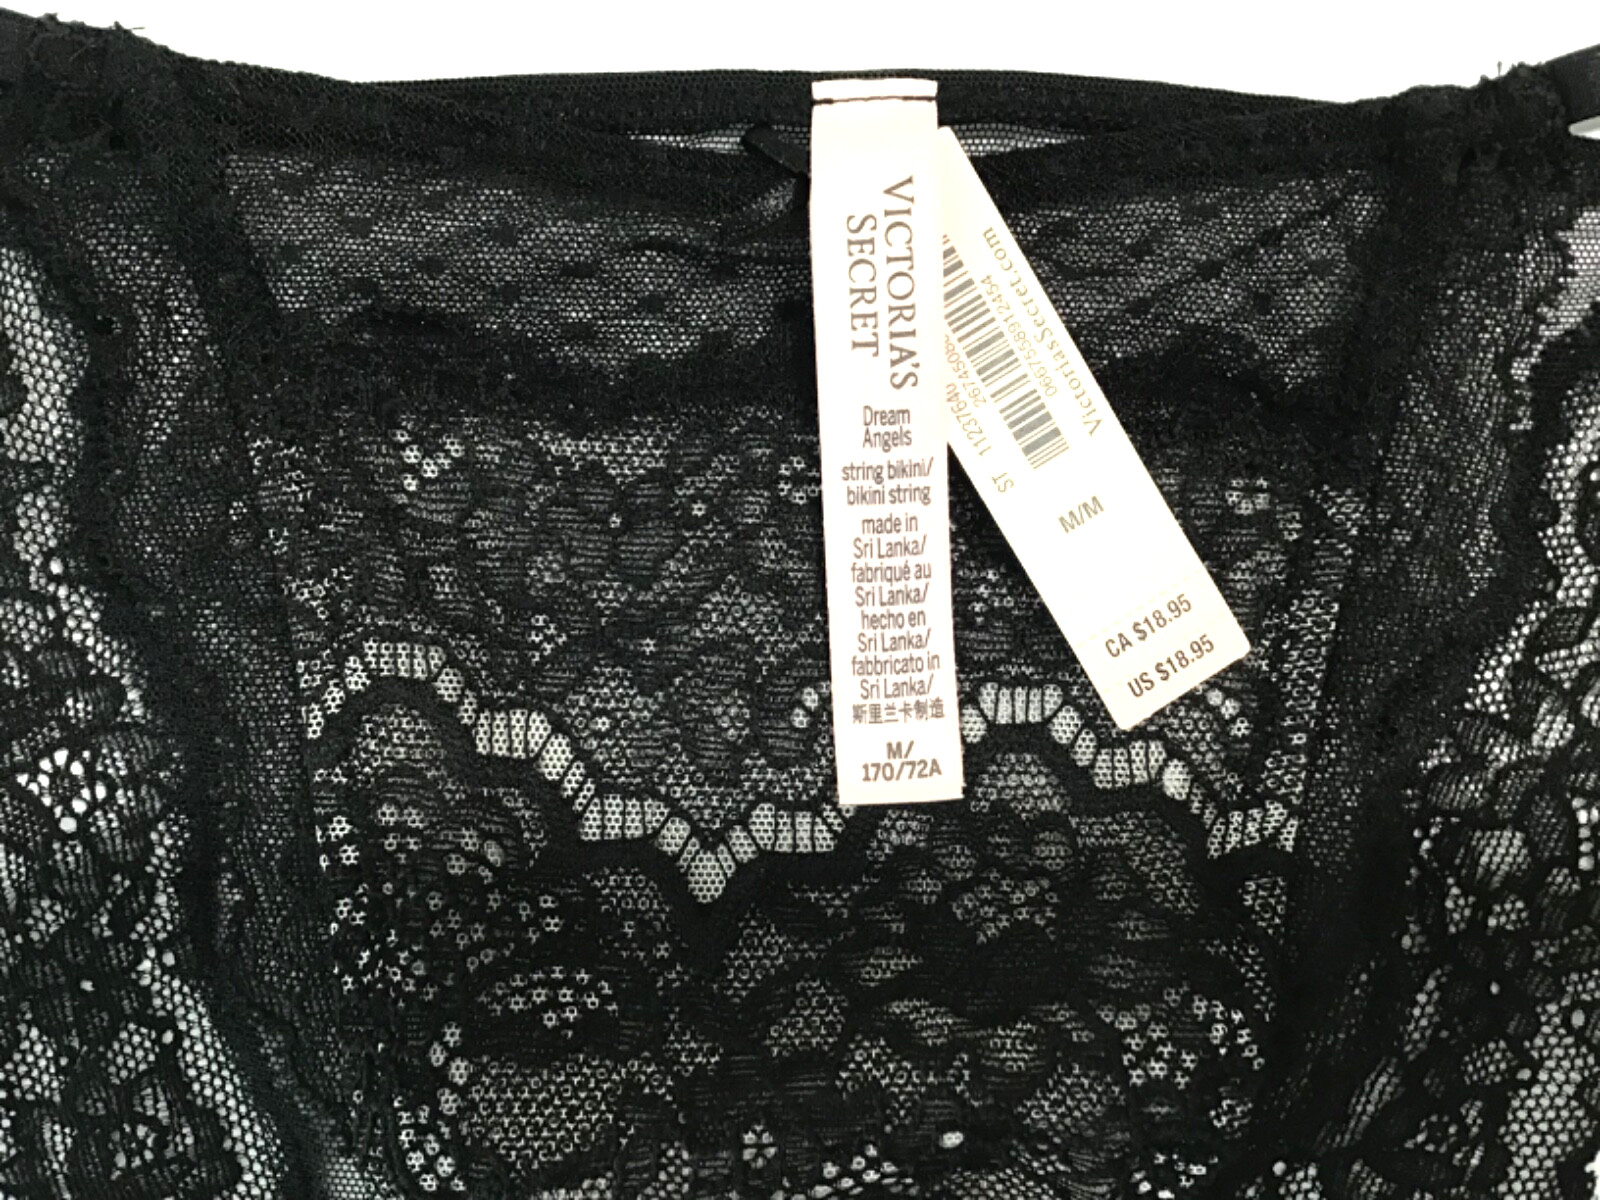 VICTORIA'S
SECRET
Dream
Angels
string bikini/
bikini string
made in
Sri Lanka/
fabriqué au
Sri Lanka/
hecho en
Sri Lanka/
fabbricato in
Sri Lanka/
斯里兰卡制造
M/
170/72A
VictoriasSecret.com
0667558912454
ST
M/M
CA $18.95
US $18.95